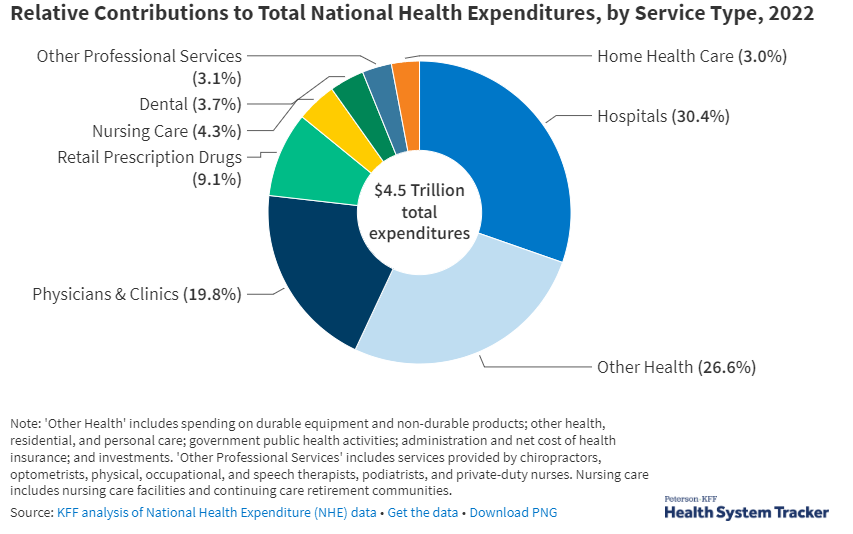 Relative Contributions to Total National Health Expenditures, by Service Type, 2022
Other Professional Services
(3.1%)
Dental (3.7%)
Nursing Care (4.3%)
Retail Prescription Drugs
(9.1%)
Physicians & Clinics (19.8%)
Home Health Care (3.0%)
Hospitals (30.4%)
Other Health (26.6%)
$4.5 Trillion
total
expenditures
Note: 'Other Health' includes spending on durable equipment and non-durable products; other health,
residential, and personal care; government public health activities; administration and net cost of health
insurance; and investments. 'Other Professional Services' includes services provided by chiropractors,
optometrists, physical, occupational, and speech therapists, podiatrists, and private-duty nurses. Nursing care
includes nursing care facilities and continuing care retirement communities.
Source: KFF analysis of National Health Expenditure (NHE) data • Get the data • Download PNG
Peterson-KFF
Health System Tracker